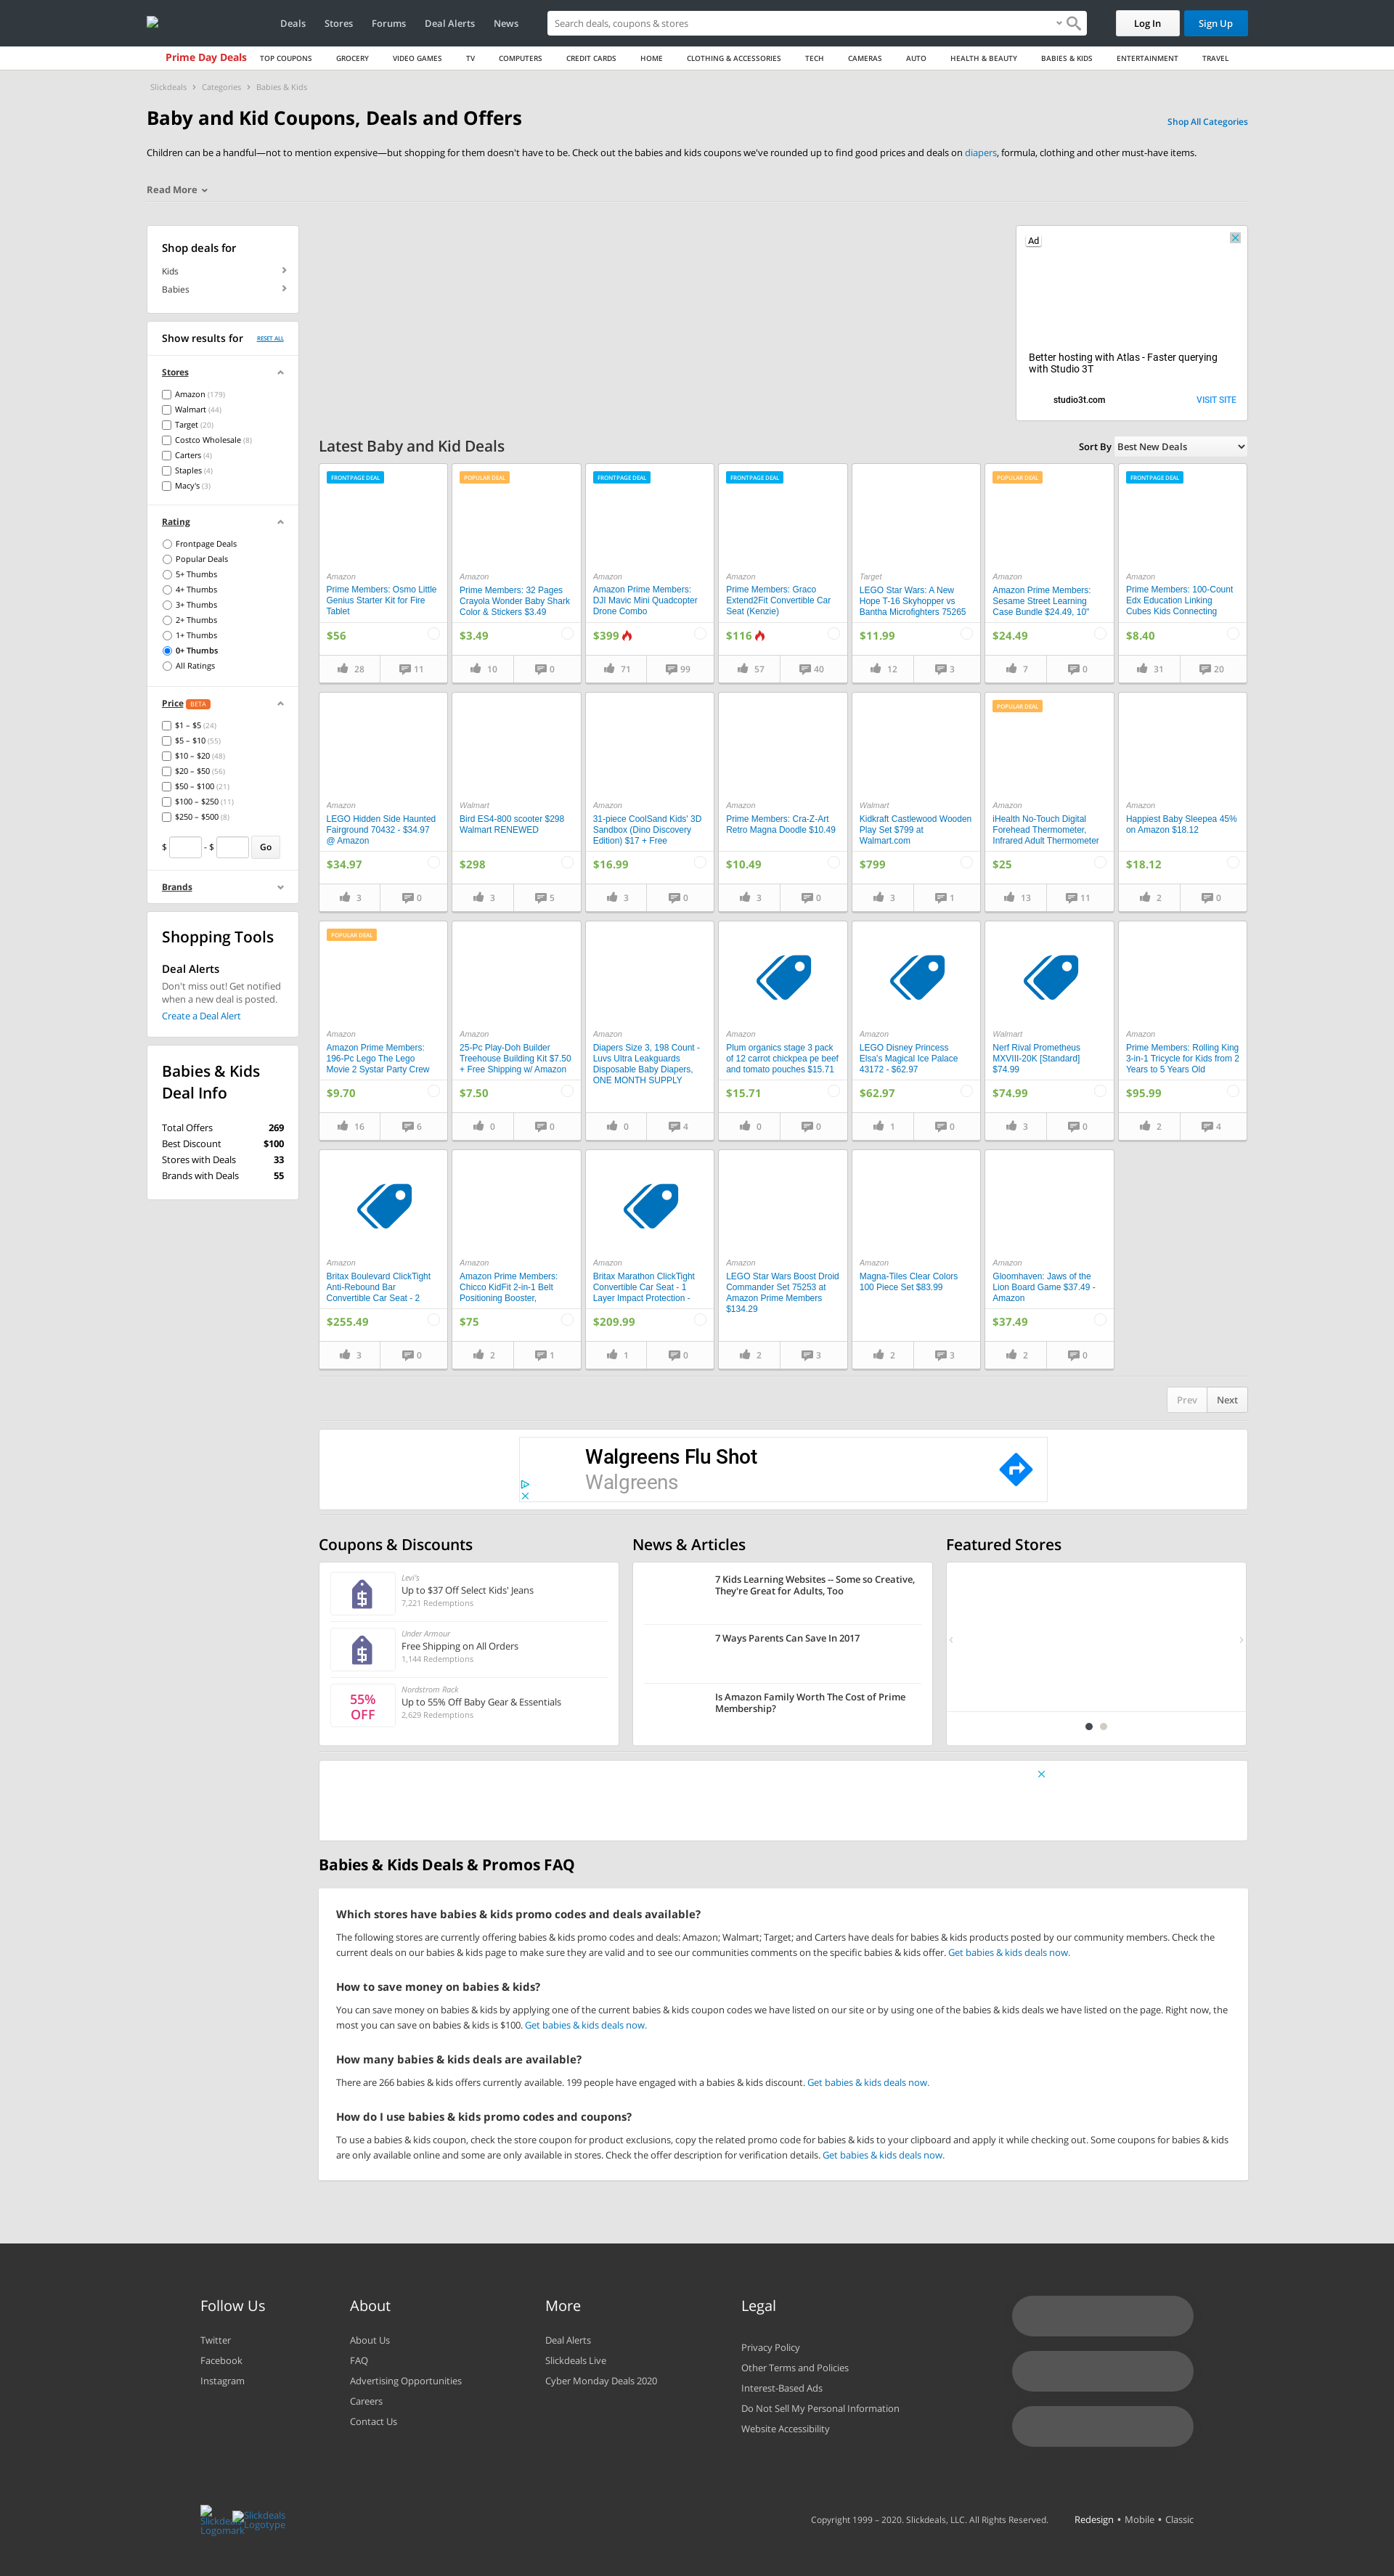 Deals
Stores
Forums
Deal Alerts
News
Search deals, coupons & stores
Log In
Sign Up
Prime Day Deals
TOP COUPONS
GROCERY
VIDEO GAMES
TV
COMPUTERS
CREDIT CARDS
HOME
CLOTHING & ACCESSORIES
TECH
CAMERAS
AUTO
HEALTH & BEAUTY
BABIES & KIDS
ENTERTAINMENT
TRAVEL
Slickdeals › Categories › Babies & Kids
Baby and Kid Coupons, Deals and Offers
Shop All Categories
Children can be a handful—not to mention expensive—but shopping for them doesn't have to be. Check out the babies and kids coupons we've rounded up to find good prices and deals on diapers, formula, clothing and other must-have items.
Read More
Shop deals for
Kids
Babies
Show results for
RESET ALL
Stores
Amazon (179)
Walmart (44)
Target (20)
Costco Wholesale (8)
Carters (4)
Staples (4)
Macy's (3)
Rating
Frontpage Deals
Popular Deals
5+ Thumbs
4+ Thumbs
3+ Thumbs
2+ Thumbs
1+ Thumbs
0+ Thumbs
All Ratings
Price BETA
$1 – $5 (24)
$5 – $10 (55)
$10 – $20 (48)
$20 – $50 (56)
$50 – $100 (21)
$100 – $250 (11)
$250 – $500 (8)
$ - $ Go
Brands
Shopping Tools
Deal Alerts
Don't miss out! Get notified
when a new deal is posted.
Create a Deal Alert
Babies & Kids
Deal Info
Total Offers 269
Best Discount $100
Stores with Deals 33
Brands with Deals 55
Ad
Better hosting with Atlas - Faster querying
with Studio 3T
studio3t.com
VISIT SITE
Latest Baby and Kid Deals
Sort By Best New Deals
FRONTPAGE DEAL
Amazon
Prime Members: Osmo Little
Genius Starter Kit for Fire
Tablet
$56
28 11
POPULAR DEAL
Amazon
Prime Members: 32 Pages
Crayola Wonder Baby Shark
Color & Stickers $3.49
$3.49
10 0
FRONTPAGE DEAL
Amazon
Amazon Prime Members:
DJI Mavic Mini Quadcopter
Drone Combo
$399
71 99
FRONTPAGE DEAL
Amazon
Prime Members: Graco
Extend2Fit Convertible Car
Seat (Kenzie)
$116
57 40
Target
LEGO Star Wars: A New
Hope T-16 Skyhopper vs
Bantha Microfighters 75265
$11.99
12 3
POPULAR DEAL
Amazon
Amazon Prime Members:
Sesame Street Learning
Case Bundle $24.49, 10"
$24.49
7 0
FRONTPAGE DEAL
Amazon
Prime Members: 100-Count
Edx Education Linking
Cubes Kids Connecting
$8.40
31 20
Amazon
LEGO Hidden Side Haunted
Fairground 70432 - $34.97
@ Amazon
$34.97
3 0
Walmart
Bird ES4-800 scooter $298
Walmart RENEWED
$298
3 5
Amazon
31-piece CoolSand Kids' 3D
Sandbox (Dino Discovery
Edition) $17 + Free
$16.99
3 0
Amazon
Prime Members: Cra-Z-Art
Retro Magna Doodle $10.49
$10.49
3 0
Walmart
Kidkraft Castlewood Wooden
Play Set $799 at
Walmart.com
$799
3 1
POPULAR DEAL
Amazon
iHealth No-Touch Digital
Forehead Thermometer,
Infrared Adult Thermometer
$25
13 11
Amazon
Happiest Baby Sleepea 45%
on Amazon $18.12
$18.12
2 0
POPULAR DEAL
Amazon
Amazon Prime Members:
196-Pc Lego The Lego
Movie 2 Systar Party Crew
$9.70
16 6
Amazon
25-Pc Play-Doh Builder
Treehouse Building Kit $7.50
+ Free Shipping w/ Amazon
$7.50
0 0
Amazon
Diapers Size 3, 198 Count -
Luvs Ultra Leakguards
Disposable Baby Diapers,
ONE MONTH SUPPLY
0 4
Amazon
Plum organics stage 3 pack
of 12 carrot chickpea pe beef
and tomato pouches $15.71
$15.71
0 0
Amazon
LEGO Disney Princess
Elsa's Magical Ice Palace
43172 - $62.97
$62.97
1 0
Walmart
Nerf Rival Prometheus
MXVIII-20K [Standard]
$74.99
$74.99
3 0
Amazon
Prime Members: Rolling King
3-in-1 Tricycle for Kids from 2
Years to 5 Years Old
$95.99
2 4
Amazon
Britax Boulevard ClickTight
Anti-Rebound Bar
Convertible Car Seat - 2
$255.49
3 0
Amazon
Amazon Prime Members:
Chicco KidFit 2-in-1 Belt
Positioning Booster,
$75
2 1
Amazon
Britax Marathon ClickTight
Convertible Car Seat - 1
Layer Impact Protection -
$209.99
1 0
Amazon
LEGO Star Wars Boost Droid
Commander Set 75253 at
Amazon Prime Members
$134.29
2 3
Amazon
Magna-Tiles Clear Colors
100 Piece Set $83.99
2 3
Amazon
Gloomhaven: Jaws of the
Lion Board Game $37.49 -
Amazon
$37.49
2 0
Prev
Next
Walgreens Flu Shot
Walgreens
Coupons & Discounts
Levi's
Up to $37 Off Select Kids' Jeans
7,221 Redemptions
Under Armour
Free Shipping on All Orders
1,144 Redemptions
55%
OFF
Nordstrom Rack
Up to 55% Off Baby Gear & Essentials
2,629 Redemptions
News & Articles
7 Kids Learning Websites -- Some so Creative,
They're Great for Adults, Too
7 Ways Parents Can Save In 2017
Is Amazon Family Worth The Cost of Prime
Membership?
Featured Stores
Babies & Kids Deals & Promos FAQ
Which stores have babies & kids promo codes and deals available?
The following stores are currently offering babies & kids promo codes and deals: Amazon; Walmart; Target; and Carters have deals for babies & kids products posted by our community members. Check the
current deals on our babies & kids page to make sure they are valid and to see our communities comments on the specific babies & kids offer. Get babies & kids deals now.
How to save money on babies & kids?
You can save money on babies & kids by applying one of the current babies & kids coupon codes we have listed on our site or by using one of the babies & kids deals we have listed on the page. Right now, the
most you can save on babies & kids is $100. Get babies & kids deals now.
How many babies & kids deals are available?
There are 266 babies & kids offers currently available. 199 people have engaged with a babies & kids discount. Get babies & kids deals now.
How do I use babies & kids promo codes and coupons?
To use a babies & kids coupon, check the store coupon for product exclusions, copy the related promo code for babies & kids to your clipboard and apply it while checking out. Some coupons for babies & kids
are only available online and some are only available in stores. Check the offer description for verification details. Get babies & kids deals now.
Follow Us
Twitter
Facebook
Instagram
About
About Us
FAQ
Advertising Opportunities
Careers
Contact Us
More
Deal Alerts
Slickdeals Live
Cyber Monday Deals 2020
Legal
Privacy Policy
Other Terms and Policies
Interest-Based Ads
Do Not Sell My Personal Information
Website Accessibility
Slickdeals
Logomark
Slickdeals
Logotype
Copyright 1999 – 2020. Slickdeals, LLC. All Rights Reserved.
Redesign • Mobile • Classic